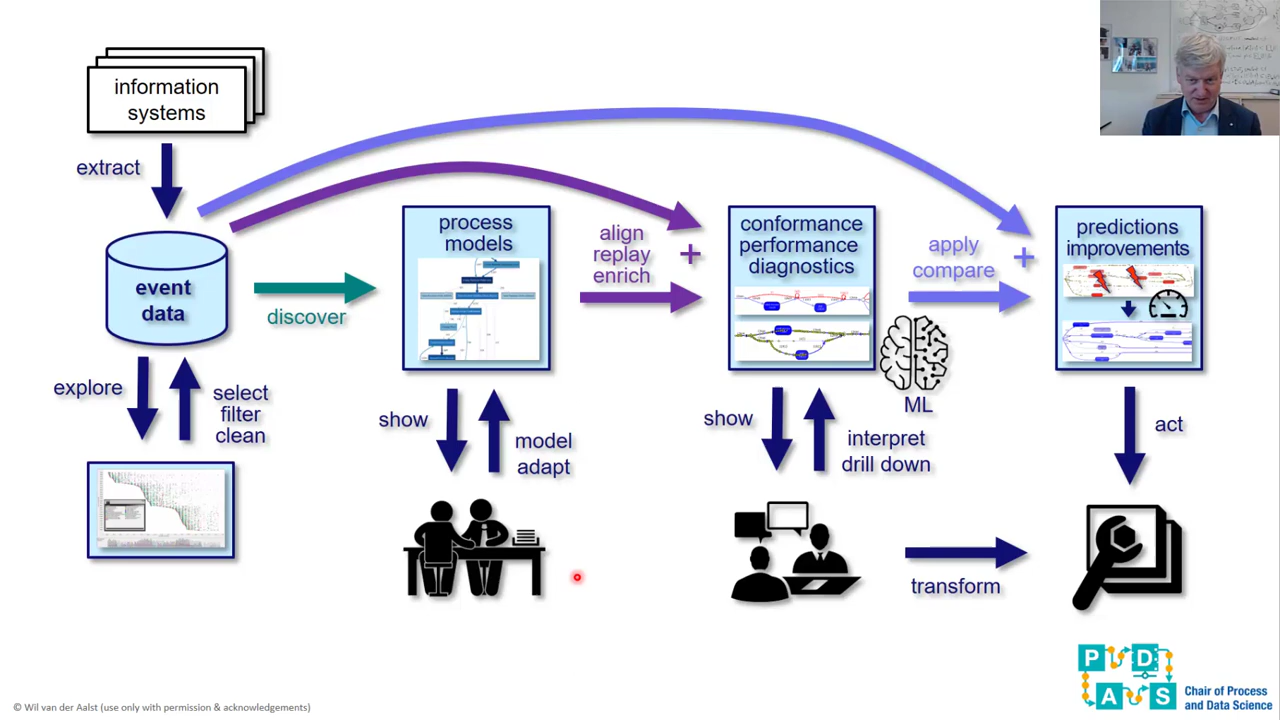 information
systems
extract
event
data
explore
select
filter
clean
discover
process
models
show
model
adapt
align
replay
enrich
+
conformance
performance
diagnostics
show
interpret
drill down
ML
apply
compare
+
predictions
improvements
act
transform
P D
A S
Chair of Process
and Data Science
© Wil van der Aalst (use only with permission & acknowledgements)